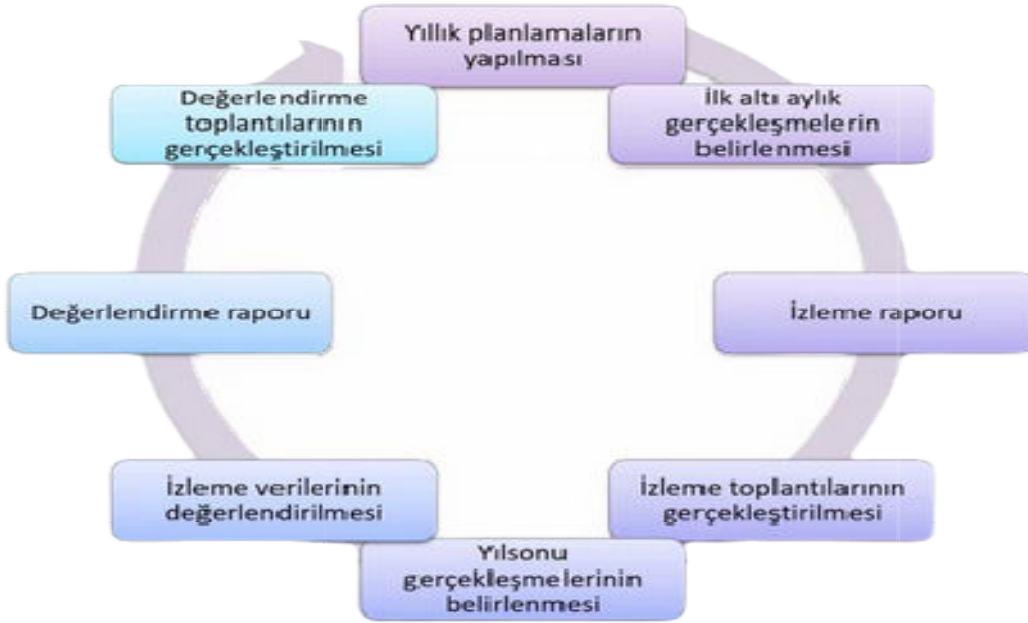 Yıllık planlamaların
yapılması
İlk altı aylık
gerçekleşmelerin
belirlenmesi
İzleme raporu
İzleme toplantılarının
gerçekleştirilmesi
Yılsonu
gerçekleşmelerinin
belirlenmesi
İzleme verilerinin
değerlendirilmesi
Değerlendirme raporu
Değerlendirme
toplantılarının
gerçekleştirilmesi